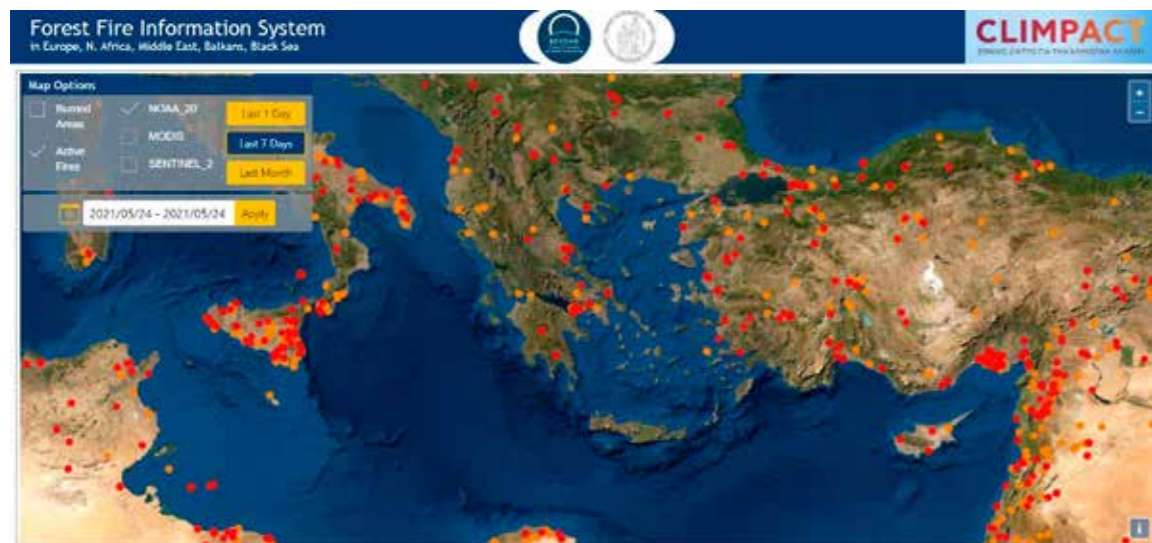 Forest Fire Information System
in Europe, N. Africa, Middle East, Balkans, Black Sea
BEYOND
CLIMPACT
Map Options
Burned
Areas
Active
Fires
NOAA_20
MODIS
SENTINEL_2
Last 1 Day
Last 7 Days
Last Month
2021/05/24 - 2021/05/24
Apply
+
-
i